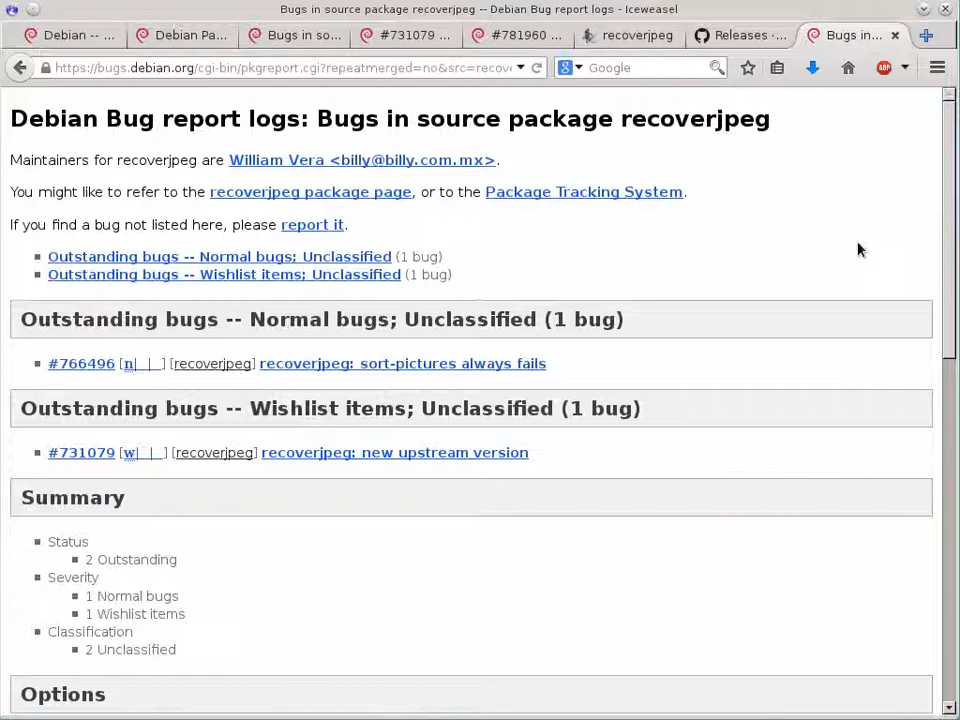 Bugs in source package recoverjpeg -- Debian Bug report logs - Iceweasel
Debian -- ...
Debian Pa...
Bugs in so...
#731079 ...
#781960 ...
recoverjpeg
Releases · ...
Bugs in...
https://bugs.debian.org/cgi-bin/pkgreport.cgi?repeatmerged=no&src=recov
Google
ABP
Debian Bug report logs: Bugs in source package recoverjpeg
Maintainers for recoverjpeg are William Vera <billy@billy.com.mx>.
You might like to refer to the recoverjpeg package page, or to the Package Tracking System.
If you find a bug not listed here, please report it.
Outstanding bugs -- Normal bugs; Unclassified (1 bug)
Outstanding bugs -- Wishlist items; Unclassified (1 bug)
Outstanding bugs -- Normal bugs; Unclassified (1 bug)
#766496 [n|  |  ] [recoverjpeg] recoverjpeg: sort-pictures always fails
Outstanding bugs -- Wishlist items; Unclassified (1 bug)
#731079 [w|  |  ] [recoverjpeg] recoverjpeg: new upstream version
Summary
Status
2 Outstanding
Severity
1 Normal bugs
1 Wishlist items
Classification
2 Unclassified
Options